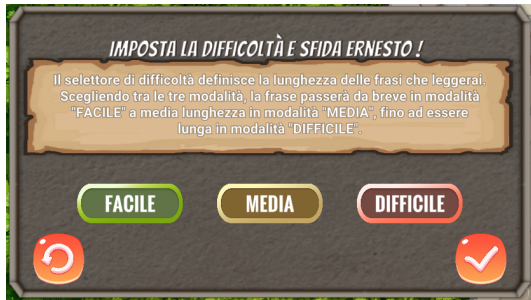 IMPOSTA LA DIFFICOLTÀ E SFIDA ERNESTO !
Il selettore di difficoltà definisce la lunghezza delle frasi che leggerai.
Scegliendo tra le tre modalità, la frase passerà da breve in modalità
"FACILE" a media lunghezza in modalità "MEDIA", fino ad essere
lunga in modalità "DIFFICILE".
FACILE
MEDIA
DIFFICILE